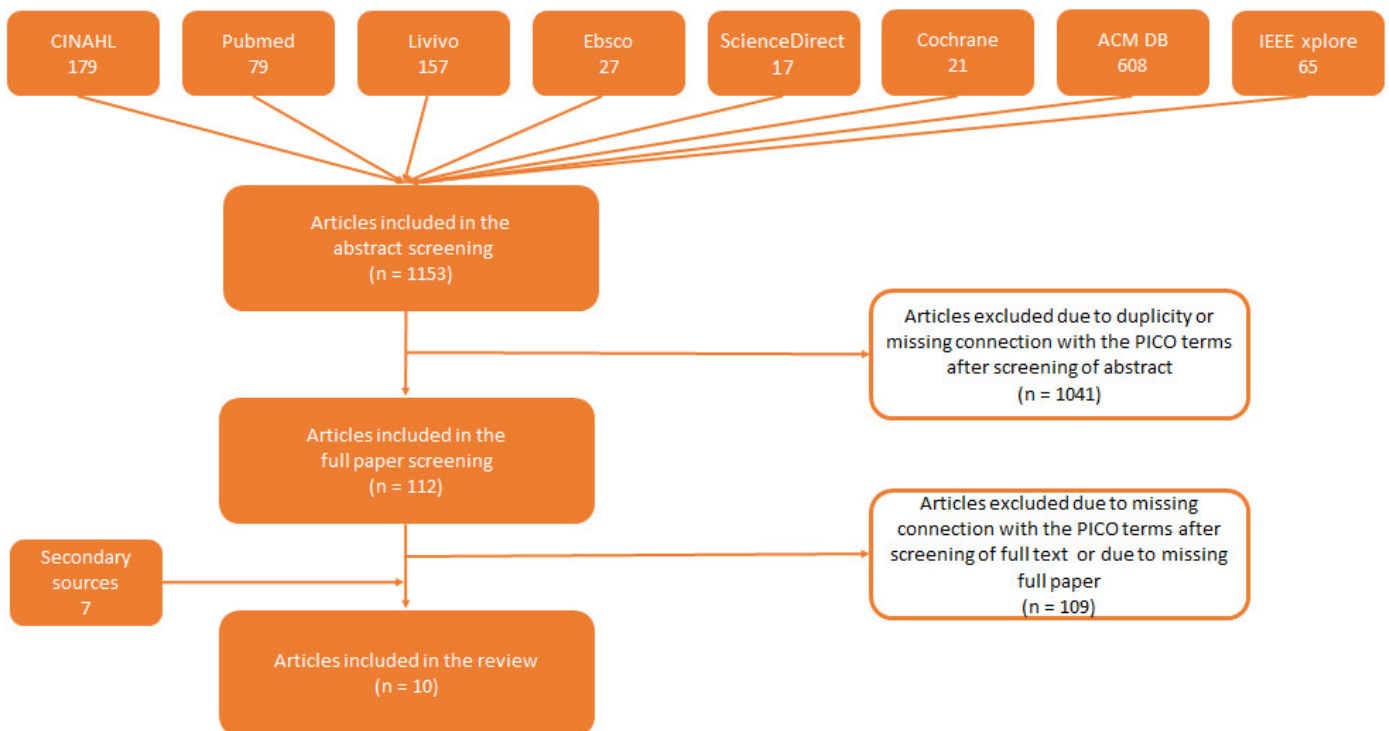 CINAHL
179
Pubmed
79
Livivo
157
Ebsco
27
ScienceDirect
17
Cochrane
21
ACM DB
608
IEEE xplore
65
Articles included in the
abstract screening
(n = 1153)
Articles excluded due to duplicity or
missing connection with the PICO terms
after screening of abstract
(n = 1041)
Articles included in the
full paper screening
(n = 112)
Articles excluded due to missing
connection with the PICO terms after
screening of full text or due to missing
full paper
(n = 109)
Secondary
sources
7
Articles included in the review
(n = 10)